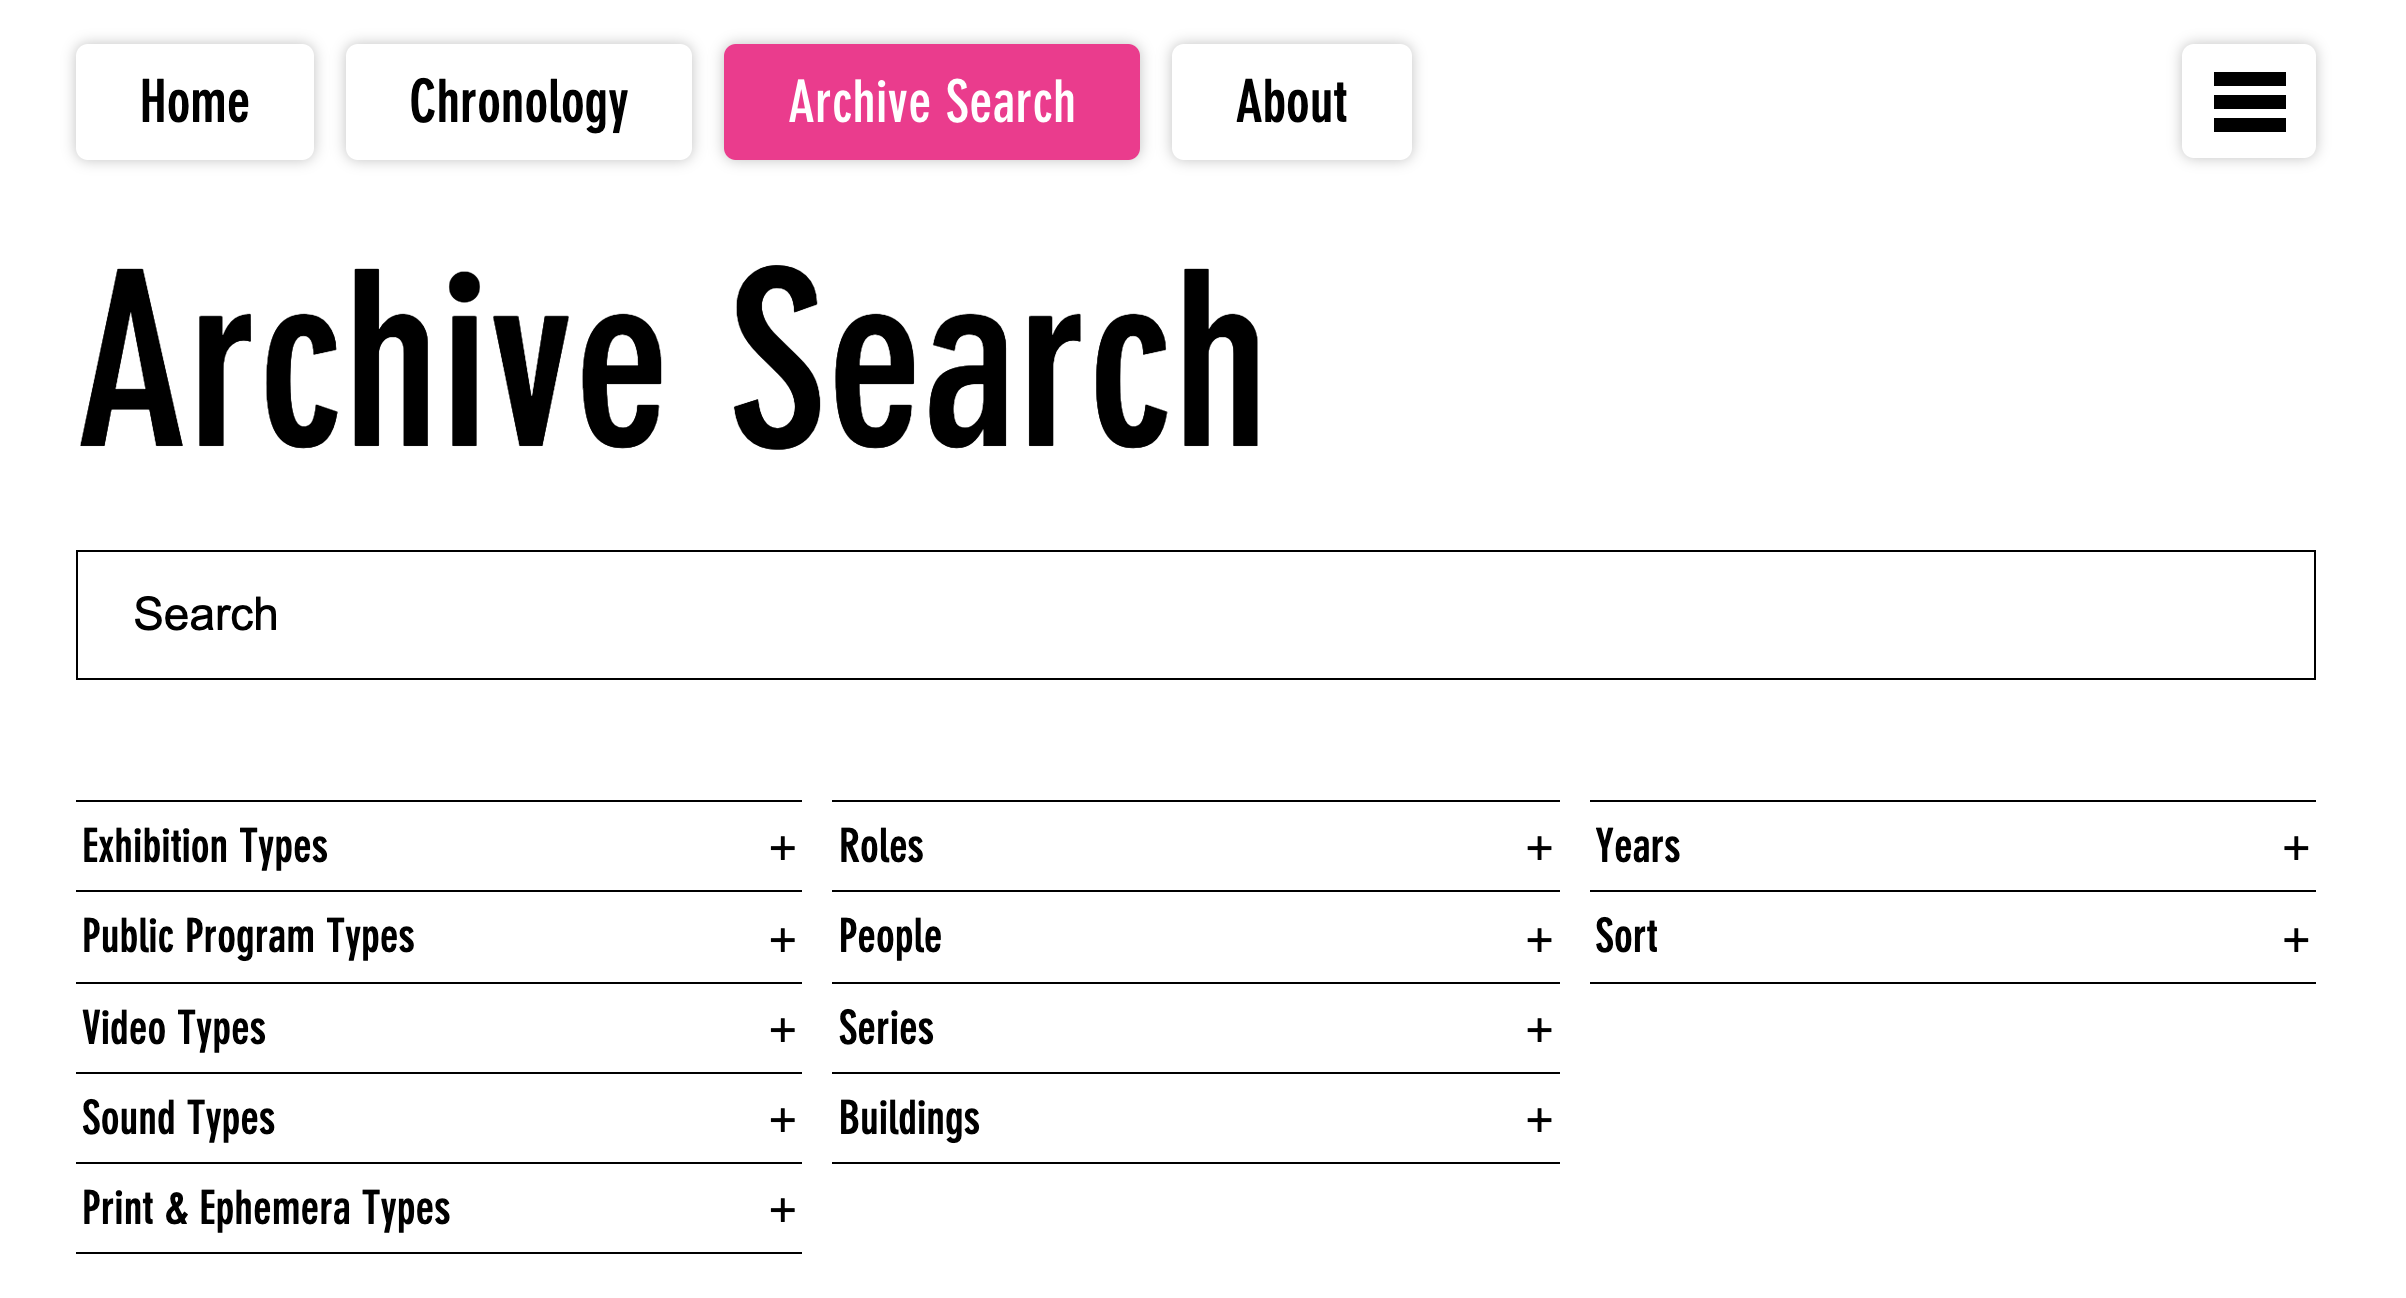 Home
Chronology
Archive Search
About
Archive Search
Search
Exhibition Types +
Public Program Types +
Video Types +
Sound Types +
Print & Ephemera Types +
Roles +
People +
Series +
Buildings +
Years +
Sort +